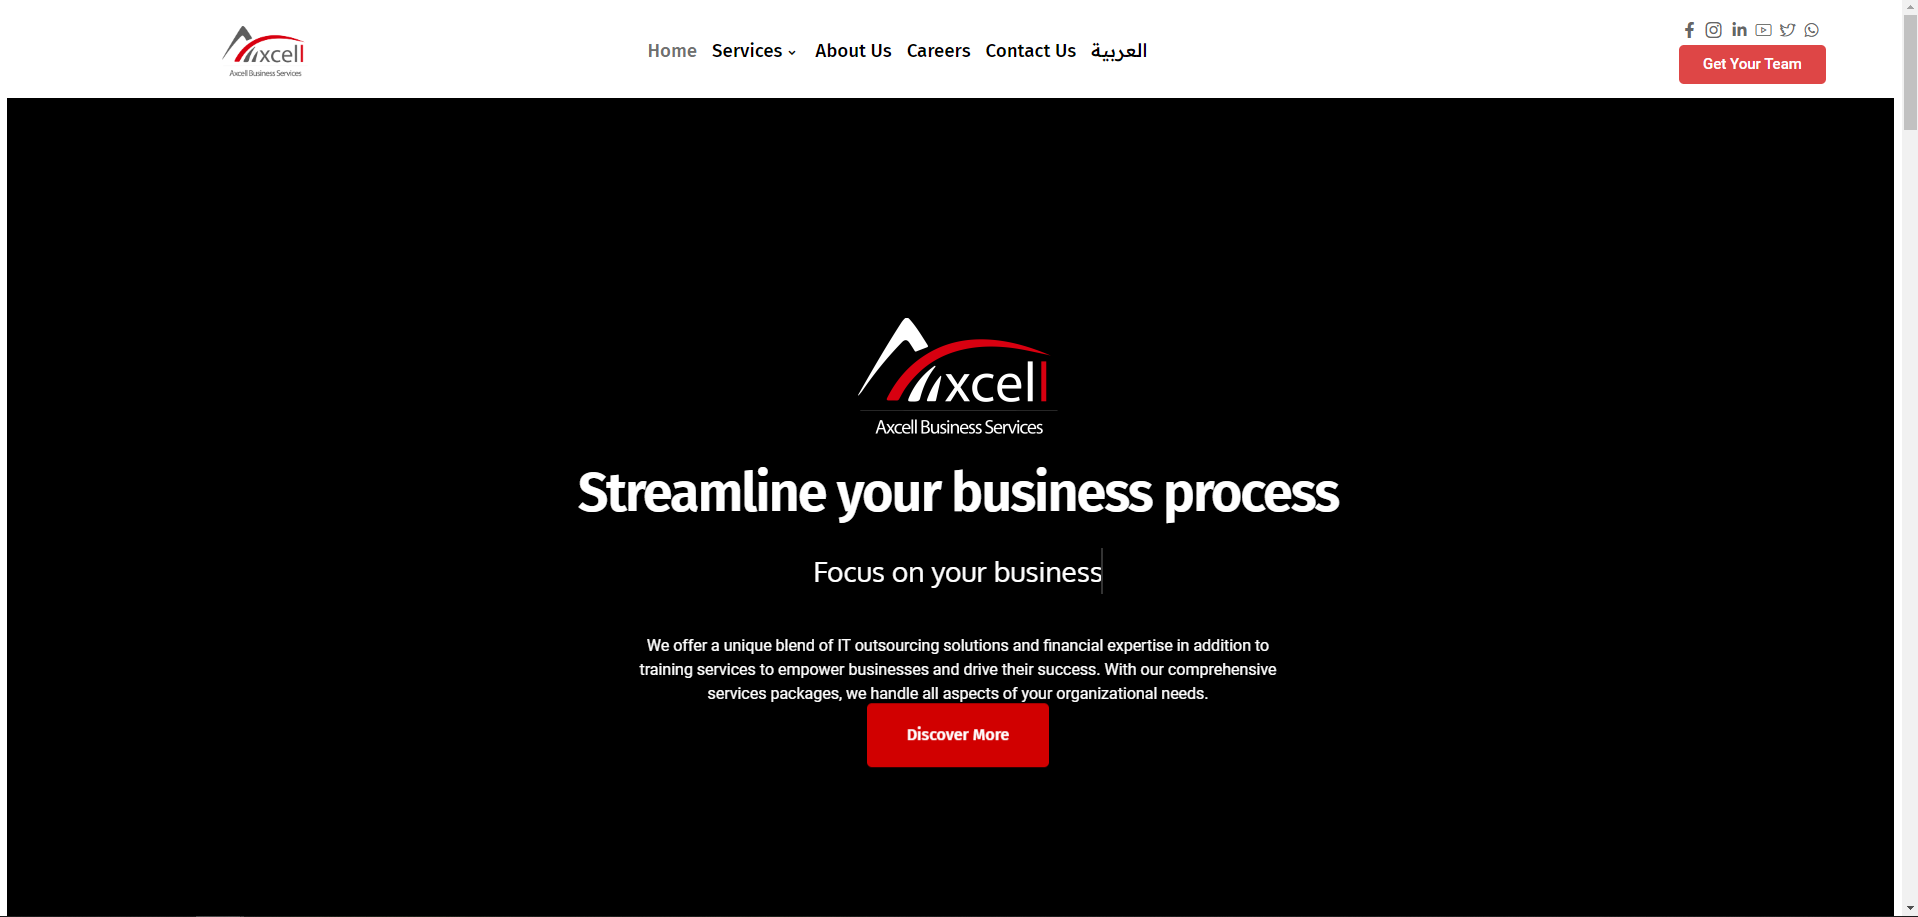 Axcell
Axcell Business Services
Home Services About Us Careers Contact Us العربية
Get Your Team
Axcell
Axcell Business Services
Streamline your business process
Focus on your business
We offer a unique blend of IT outsourcing solutions and financial expertise in addition to
training services to empower businesses and drive their success. With our comprehensive
services packages, we handle all aspects of your organizational needs.
Discover More